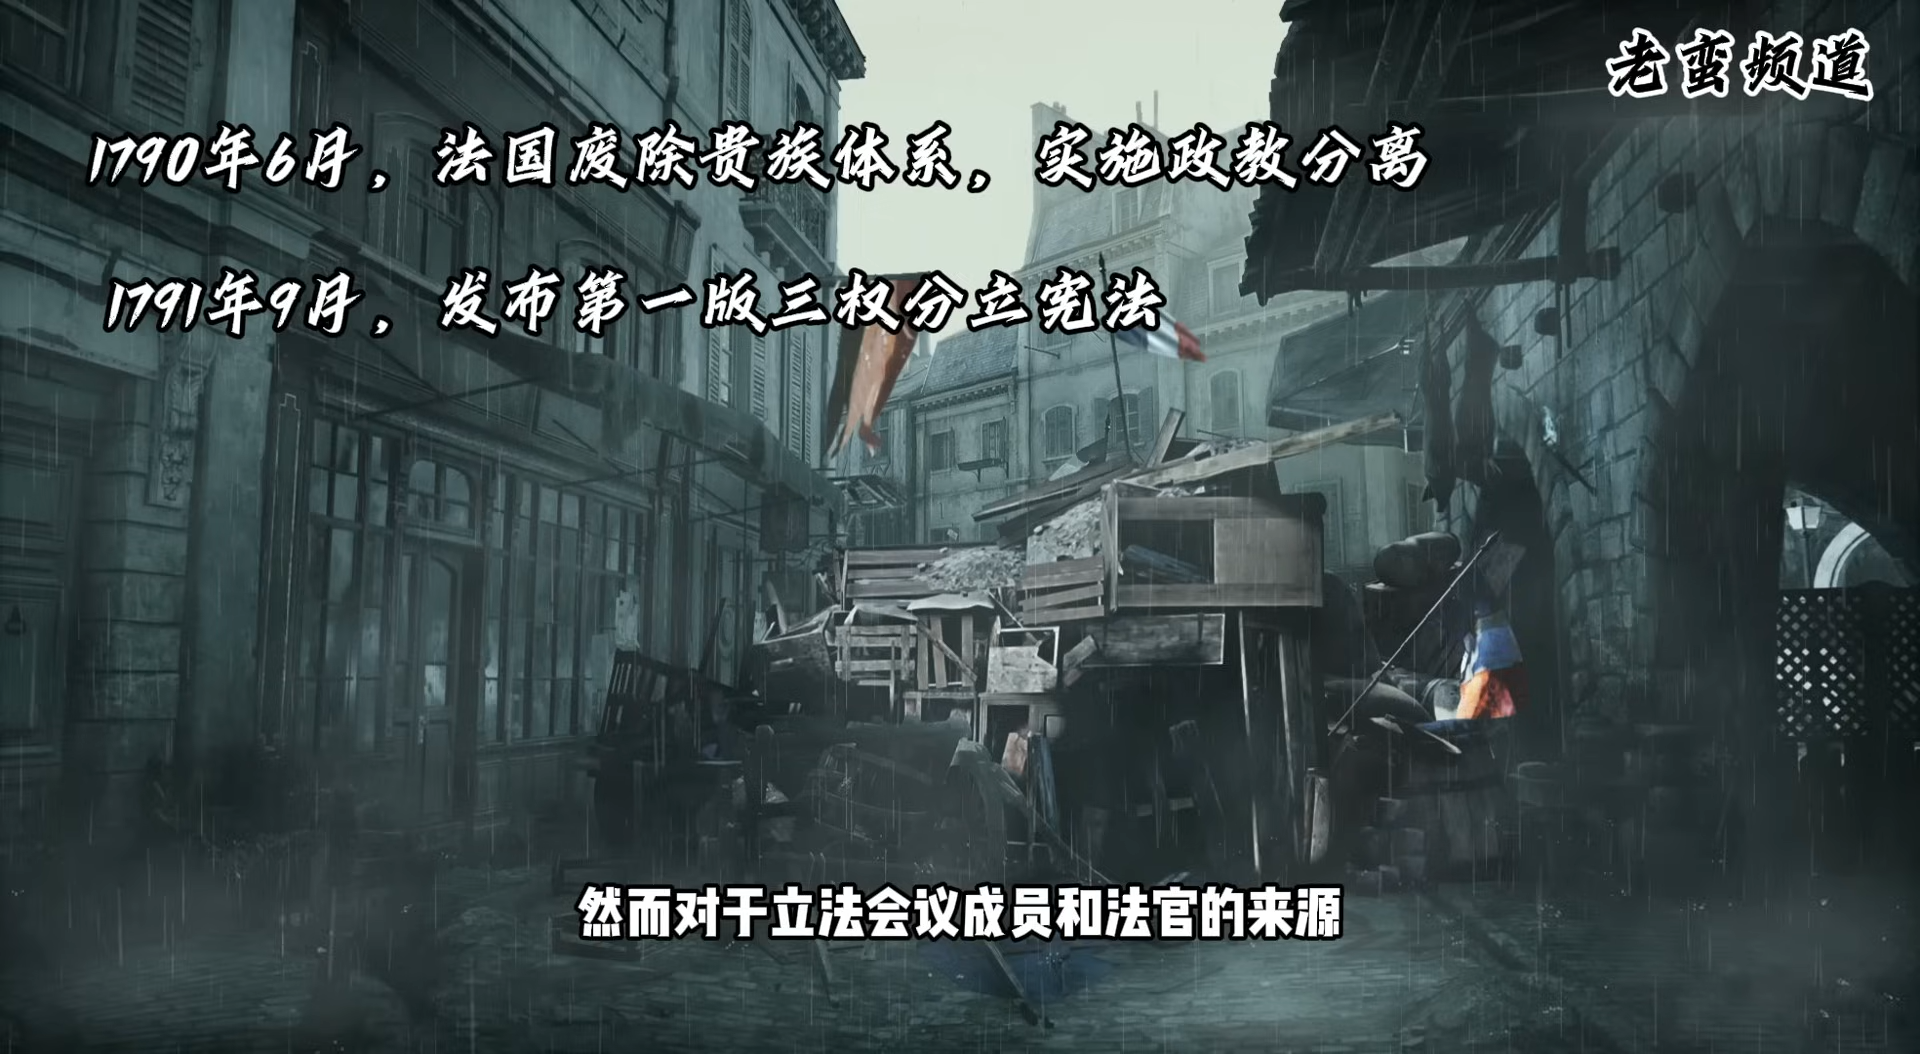 老蛮频道
1790年6月，法国废除贵族体系，实施政教分离
1791年9月，发布第一版三权分立宪法
然而对于立法会议成员和法官的来源